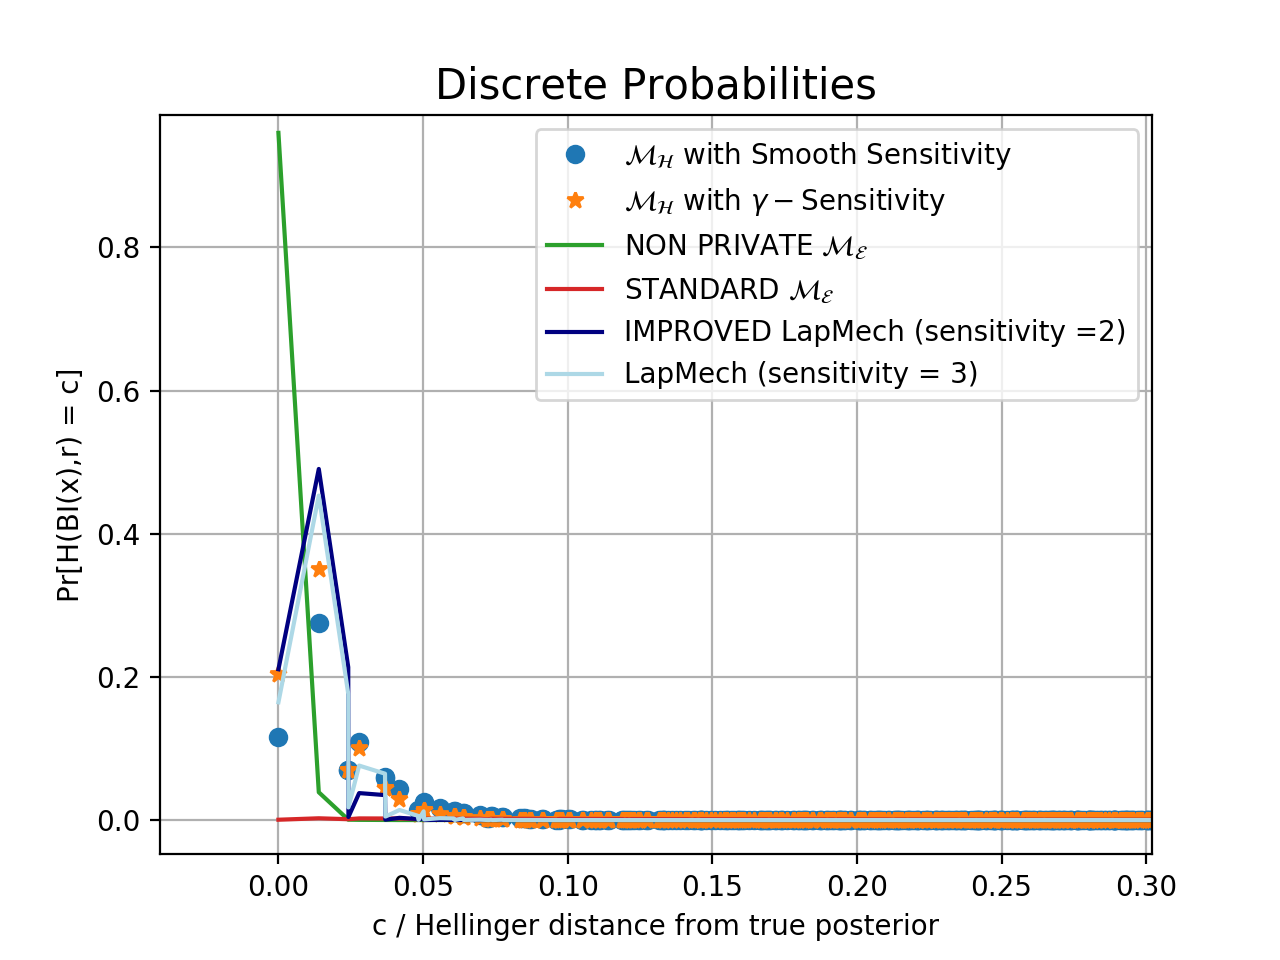 Discrete Probabilities
ℳ_ℋ with Smooth Sensitivity
ℳ_ℋ with γ − Sensitivity
NON PRIVATE ℳ_ℰ
STANDARD ℳ_ℰ
IMPROVED LapMech (sensitivity =2)
LapMech (sensitivity = 3)
Pr[H(BI(x),r) = c]
0.8
0.6
0.4
0.2
0.0
0.00 0.05 0.10 0.15 0.20 0.25 0.30
c / Hellinger distance from true posterior